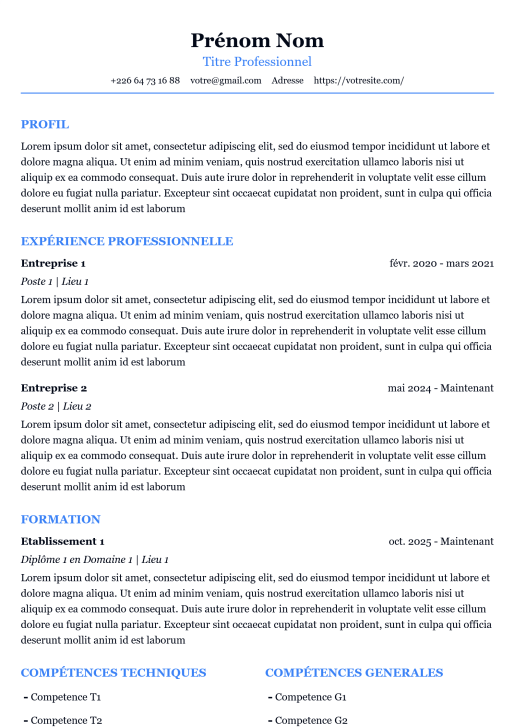 Prénom Nom
Titre Professionnel
+226 64 73 16 88 votre@gmail.com Adresse https://votresite.com/
PROFIL
Lorem ipsum dolor sit amet, consectetur adipiscing elit, sed do eiusmod tempor incididunt ut labore et
dolore magna aliqua. Ut enim ad minim veniam, quis nostrud exercitation ullamco laboris nisi ut
aliquip ex ea commodo consequat. Duis aute irure dolor in reprehenderit in voluptate velit esse cillum
dolore eu fugiat nulla pariatur. Excepteur sint occaecat cupidatat non proident, sunt in culpa qui officia
deserunt mollit anim id est laborum
EXPÉRIENCE PROFESSIONNELLE
Entreprise 1 févr. 2020 - mars 2021
Poste 1 | Lieu 1
Lorem ipsum dolor sit amet, consectetur adipiscing elit, sed do eiusmod tempor incididunt ut labore et
dolore magna aliqua. Ut enim ad minim veniam, quis nostrud exercitation ullamco laboris nisi ut
aliquip ex ea commodo consequat. Duis aute irure dolor in reprehenderit in voluptate velit esse cillum
dolore eu fugiat nulla pariatur. Excepteur sint occaecat cupidatat non proident, sunt in culpa qui officia
deserunt mollit anim id est laborum
Entreprise 2 mai 2024 - Maintenant
Poste 2 | Lieu 2
Lorem ipsum dolor sit amet, consectetur adipiscing elit, sed do eiusmod tempor incididunt ut labore et
dolore magna aliqua. Ut enim ad minim veniam, quis nostrud exercitation ullamco laboris nisi ut
aliquip ex ea commodo consequat. Duis aute irure dolor in reprehenderit in voluptate velit esse cillum
dolore eu fugiat nulla pariatur. Excepteur sint occaecat cupidatat non proident, sunt in culpa qui officia
deserunt mollit anim id est laborum
FORMATION
Etablissement 1 oct. 2025 - Maintenant
Diplôme 1 en Domaine 1 | Lieu 1
Lorem ipsum dolor sit amet, consectetur adipiscing elit, sed do eiusmod tempor incididunt ut labore et
dolore magna aliqua. Ut enim ad minim veniam, quis nostrud exercitation ullamco laboris nisi ut
aliquip ex ea commodo consequat. Duis aute irure dolor in reprehenderit in voluptate velit esse cillum
dolore eu fugiat nulla pariatur. Excepteur sint occaecat cupidatat non proident, sunt in culpa qui officia
deserunt mollit anim id est laborum
COMPÉTENCES TECHNIQUES
- Competence T1
- Competence T2
COMPÉTENCES GENERALES
- Competence G1
- Competence G2